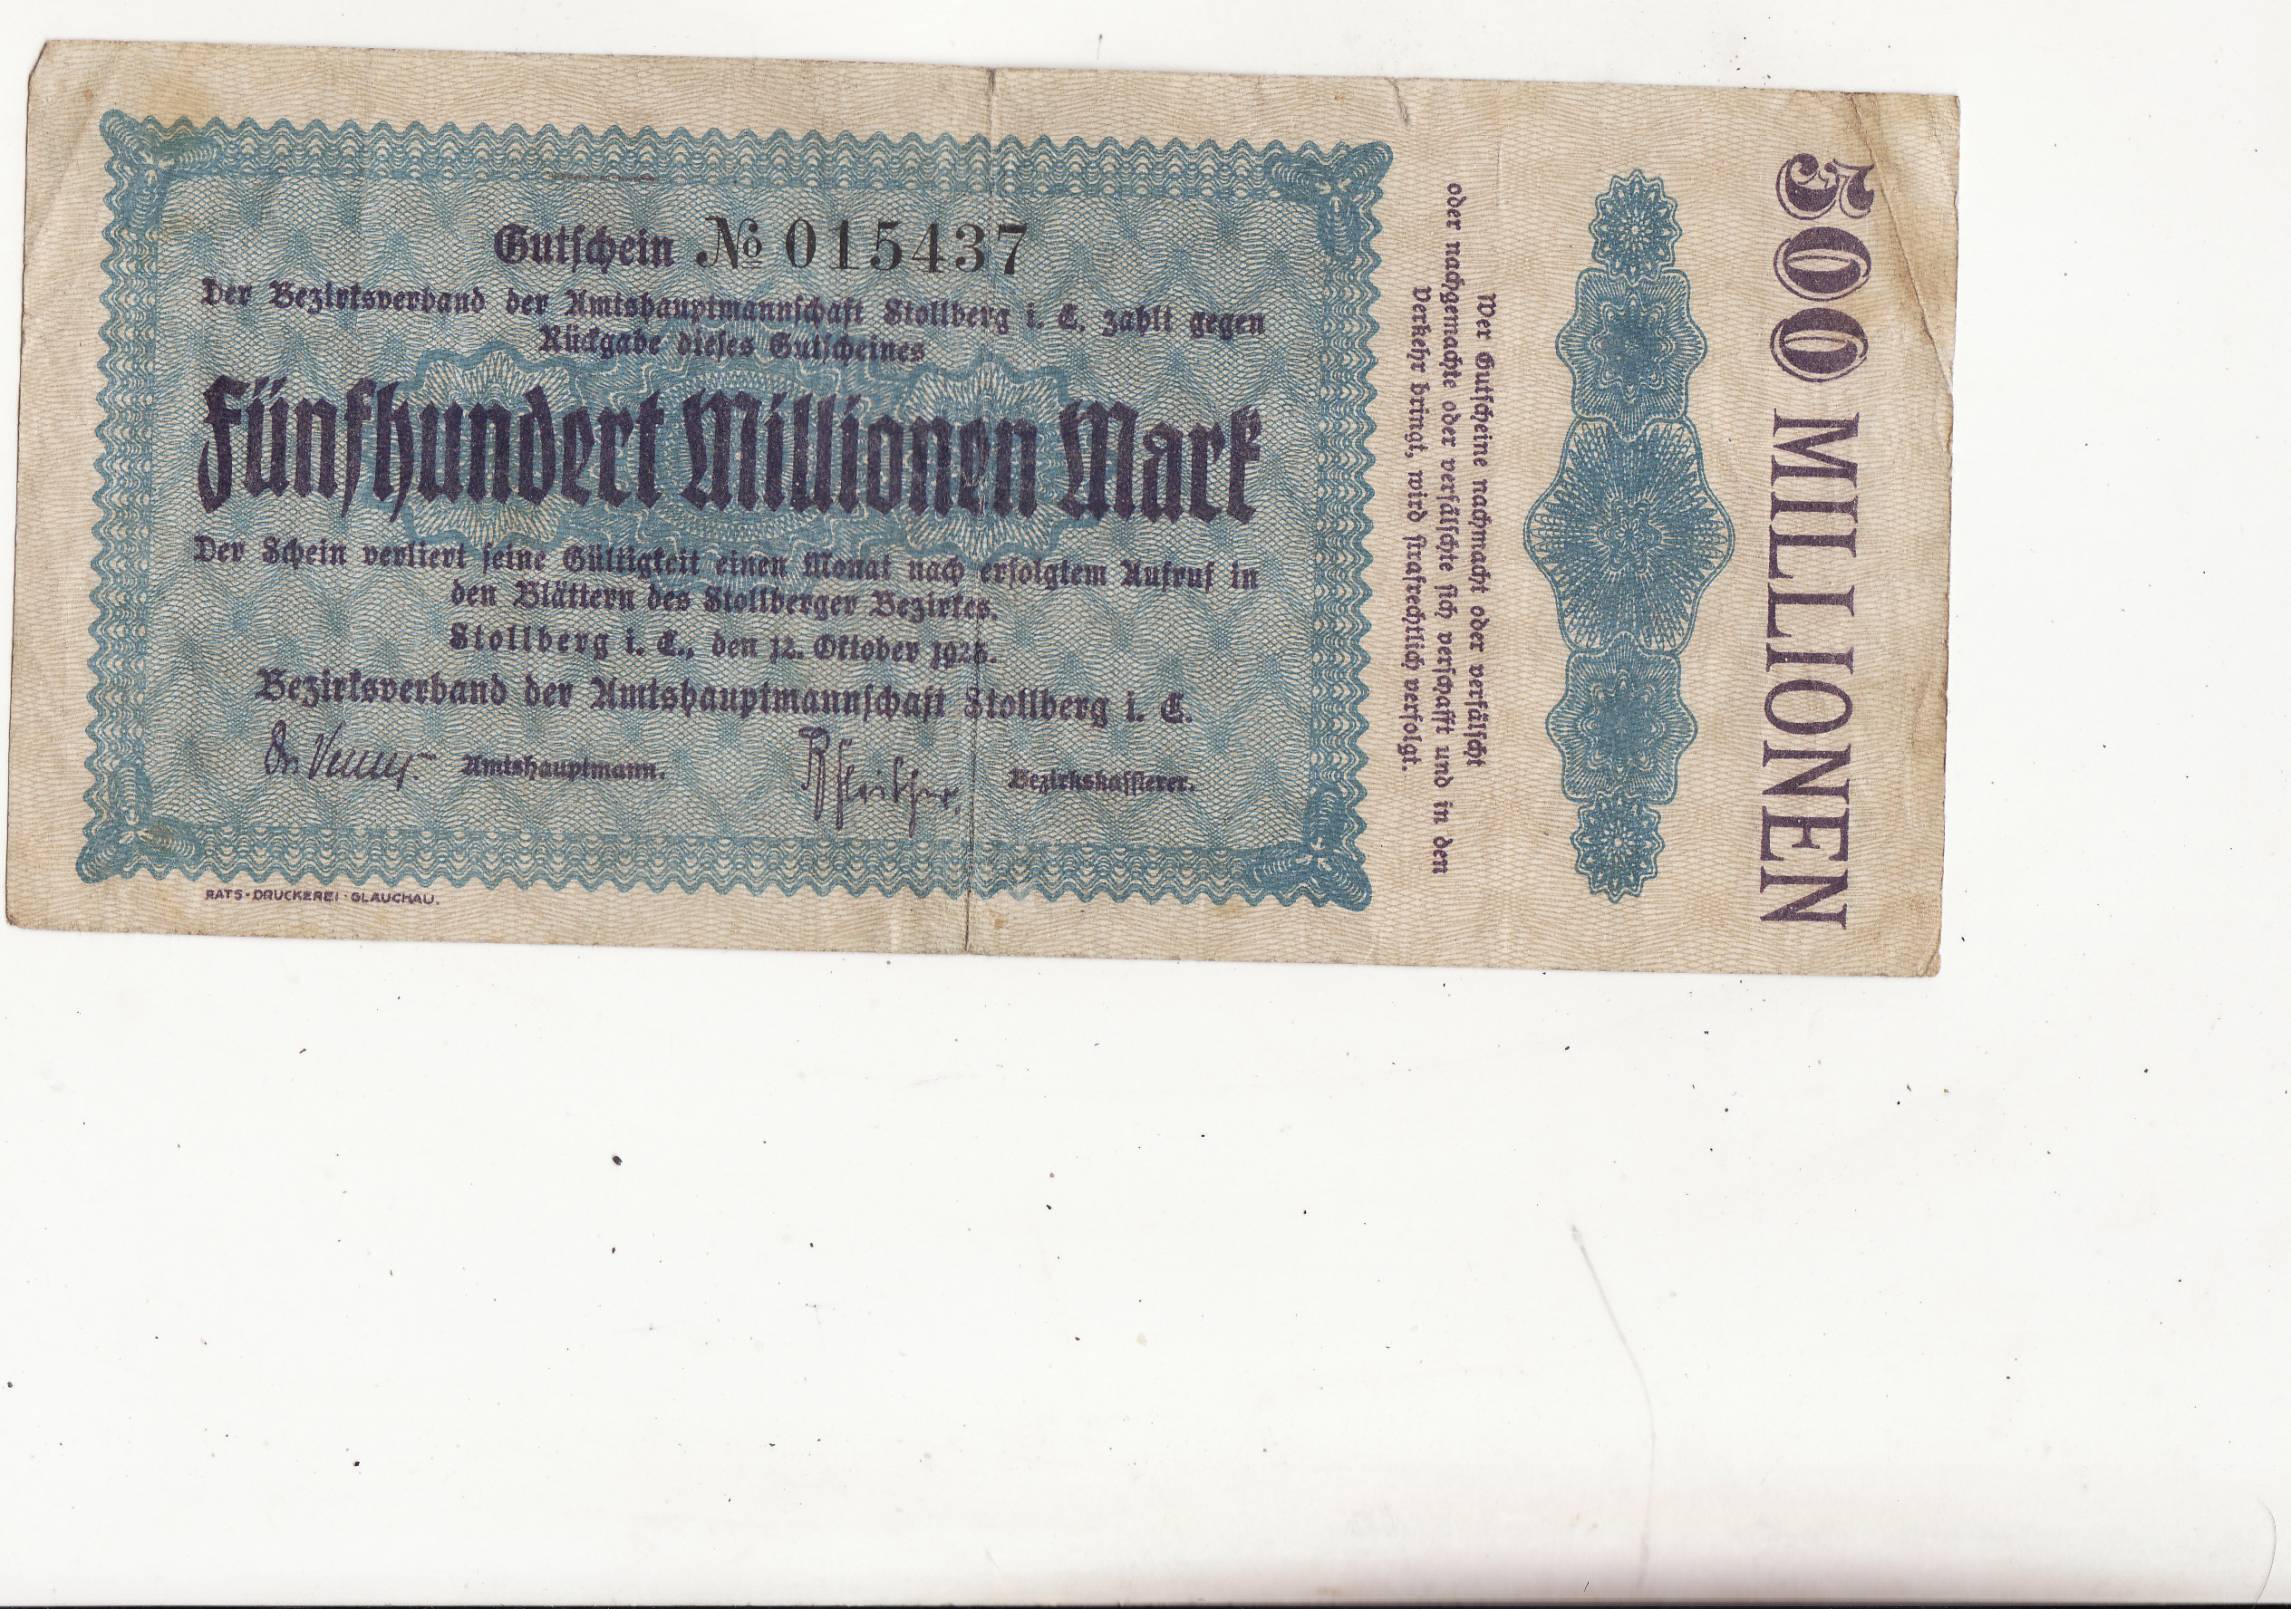 Gutschein № 015437
Der Bezirksverband der Amtshauptmannschaft Stollberg i. E. zahlt gegen
Rückgabe dieses Gutscheines
Fünfhundert Millionen Mark
Der Schein verliert seine Gültigkeit einen Monat nach erfolgtem Aufruf in
den Blättern des Stollberger Bezirkes.
Stollberg i. E., den 12. Oktober 1923.
Bezirksverband der Amtshauptmannschaft Stollberg i. E.
Amtshauptmann.
Bezirkskassierer.
RATS-DRUCKEREI·GLAUCHAU.
Wer Gutscheine nachmacht oder verfälscht
oder nachgemachte oder verfälschte sich verschafft und in den
Verkehr bringt, wird strafrechtlich verfolgt.
500 MILLIONEN